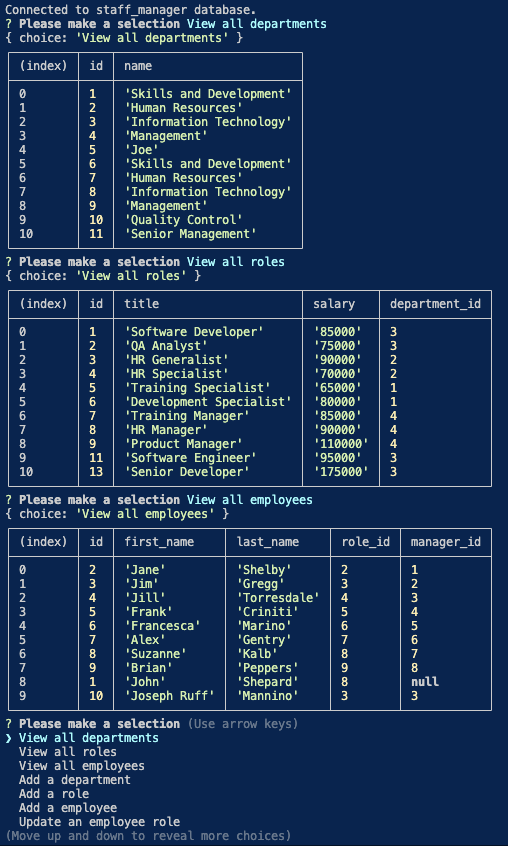 Connected to staff_manager database.
? Please make a selection View all departments
{ choice: 'View all departments' }
(index) id name
0 1 'Skills and Development'
1 2 'Human Resources'
2 3 'Information Technology'
3 4 'Management'
4 5 'Joe'
5 6 'Skills and Development'
6 7 'Human Resources'
7 8 'Information Technology'
8 9 'Management'
9 10 'Quality Control'
10 11 'Senior Management'
? Please make a selection View all roles
{ choice: 'View all roles' }
(index) id title salary department_id
0 1 'Software Developer' '85000' 3
1 2 'QA Analyst' '75000' 3
2 3 'HR Generalist' '90000' 2
3 4 'HR Specialist' '70000' 2
4 5 'Training Specialist' '65000' 1
5 6 'Development Specialist' '80000' 1
6 7 'Training Manager' '85000' 4
7 8 'HR Manager' '90000' 4
8 9 'Product Manager' '110000' 4
9 11 'Software Engineer' '95000' 3
10 13 'Senior Developer' '175000' 3
? Please make a selection View all employees
{ choice: 'View all employees' }
(index) id first_name last_name role_id manager_id
0 2 'Jane' 'Shelby' 2 1
1 3 'Jim' 'Gregg' 3 2
2 4 'Jill' 'Torresdale' 4 3
3 5 'Frank' 'Criniti' 5 4
4 6 'Francesca' 'Marino' 6 5
5 7 'Alex' 'Gentry' 7 6
6 8 'Suzanne' 'Kalb' 8 7
7 9 'Brian' 'Peppers' 9 8
8 1 'John' 'Shepard' 8 null
9 10 'Joseph Ruff' 'Mannino' 3 3
? Please make a selection (Use arrow keys)
❯ View all departments
View all roles
View all employees
Add a department
Add a role
Add a employee
Update an employee role
(Move up and down to reveal more choices)